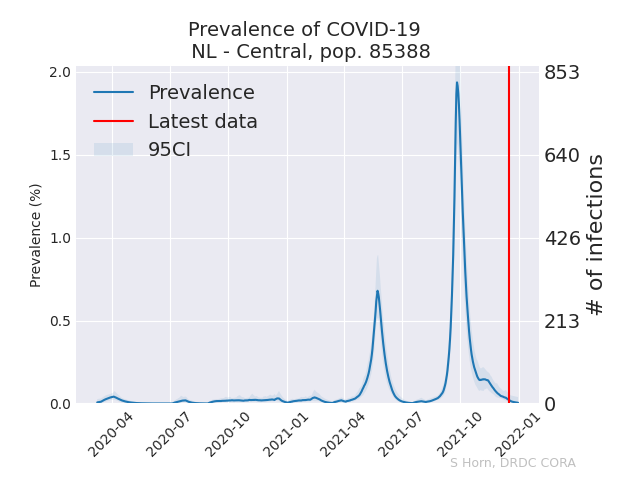 Prevalence of COVID-19
NL - Central, pop. 85388
Prevalence
Latest data
95CI
Prevalence (%)
2.0
1.5
1.0
0.5
0.0
853
640
426
213
0
# of infections
2020-04
2020-07
2020-10
2021-01
2021-04
2021-07
2021-10
2022-01
S Horn, DRDC CORA